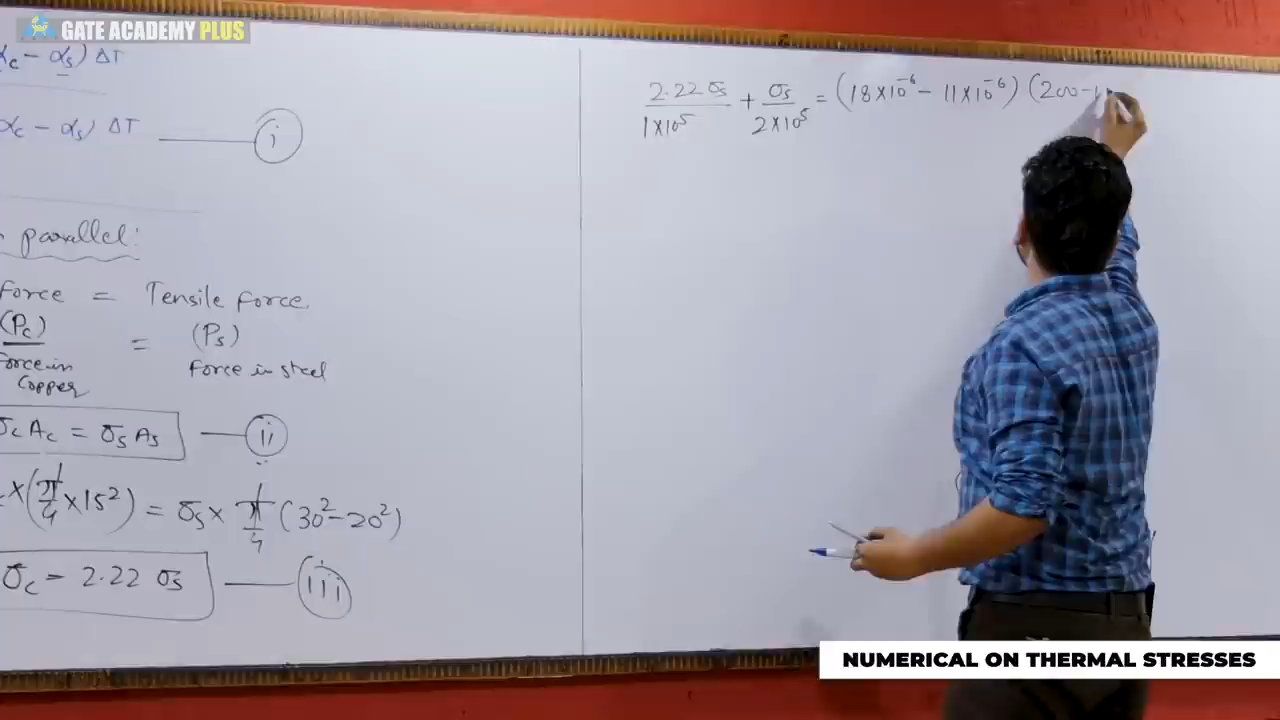 GATE ACADEMY PLUS
αc - αs) ΔT
αc - αs) ΔT —— i
parallel:
Force = Tensile force
(Pc) = (Ps)
Force in Copper
Force in steel
σc Ac = σs As —— ii
×(π/4 ×15²) = σs × π/4 (30²-20²)
σc = 2.22 σs —— iii
2.22 σs / 1×10⁵ + σs / 2×10⁵ = (18×10⁻⁶ - 11×10⁻⁶) (200-1
NUMERICAL ON THERMAL STRESSES